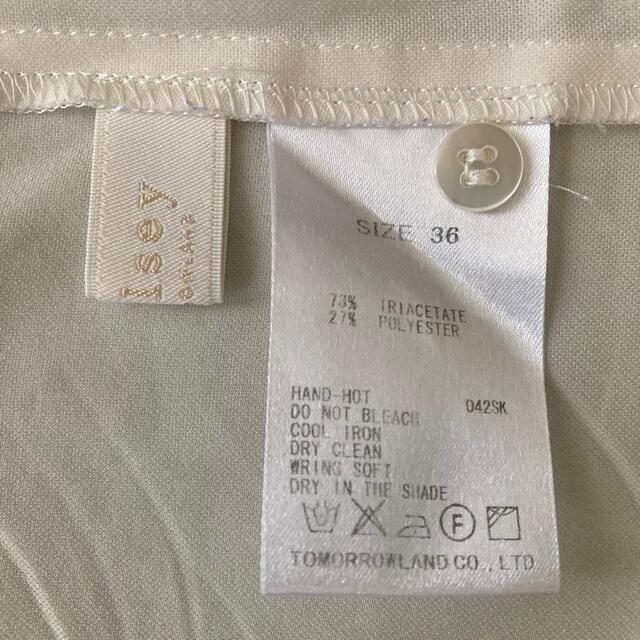 lsey
SIZE 36
73% TRIACETATE
27% POLYESTER
HAND-HOT
DO NOT BLEACH 042SK
COOL IRON
DRY CLEAN
WRING SOFT
DRY IN THE SHADE
F
TOMORROWLAND CO., LTD